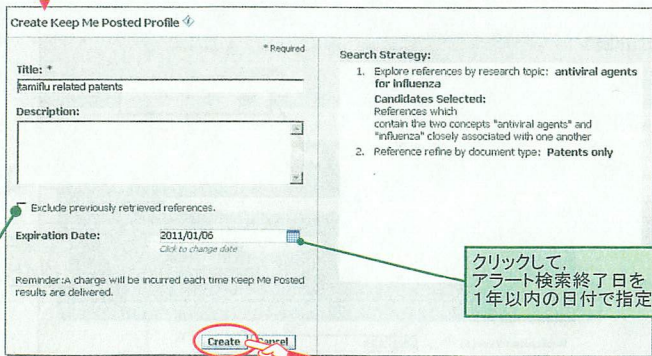 Create Keep Me Posted Profile
* Required
Title: *
tamiflu related patents
Description:
Exclude previously retrieved references.
Expiration Date:
2011/01/06
Click to change date
Reminder:A charge will be incurred each time Keep Me Posted
results are delivered.
Create
Cancel
Search Strategy:
1. Explore references by research topic: antiviral agents
for influenza
Candidates Selected:
References which
contain the two concepts "antiviral agents" and
"influenza" closely associated with one another
2. Reference refine by document type: Patents only
クリックして,
アラート検索終了日を
1年以内の日付で指定